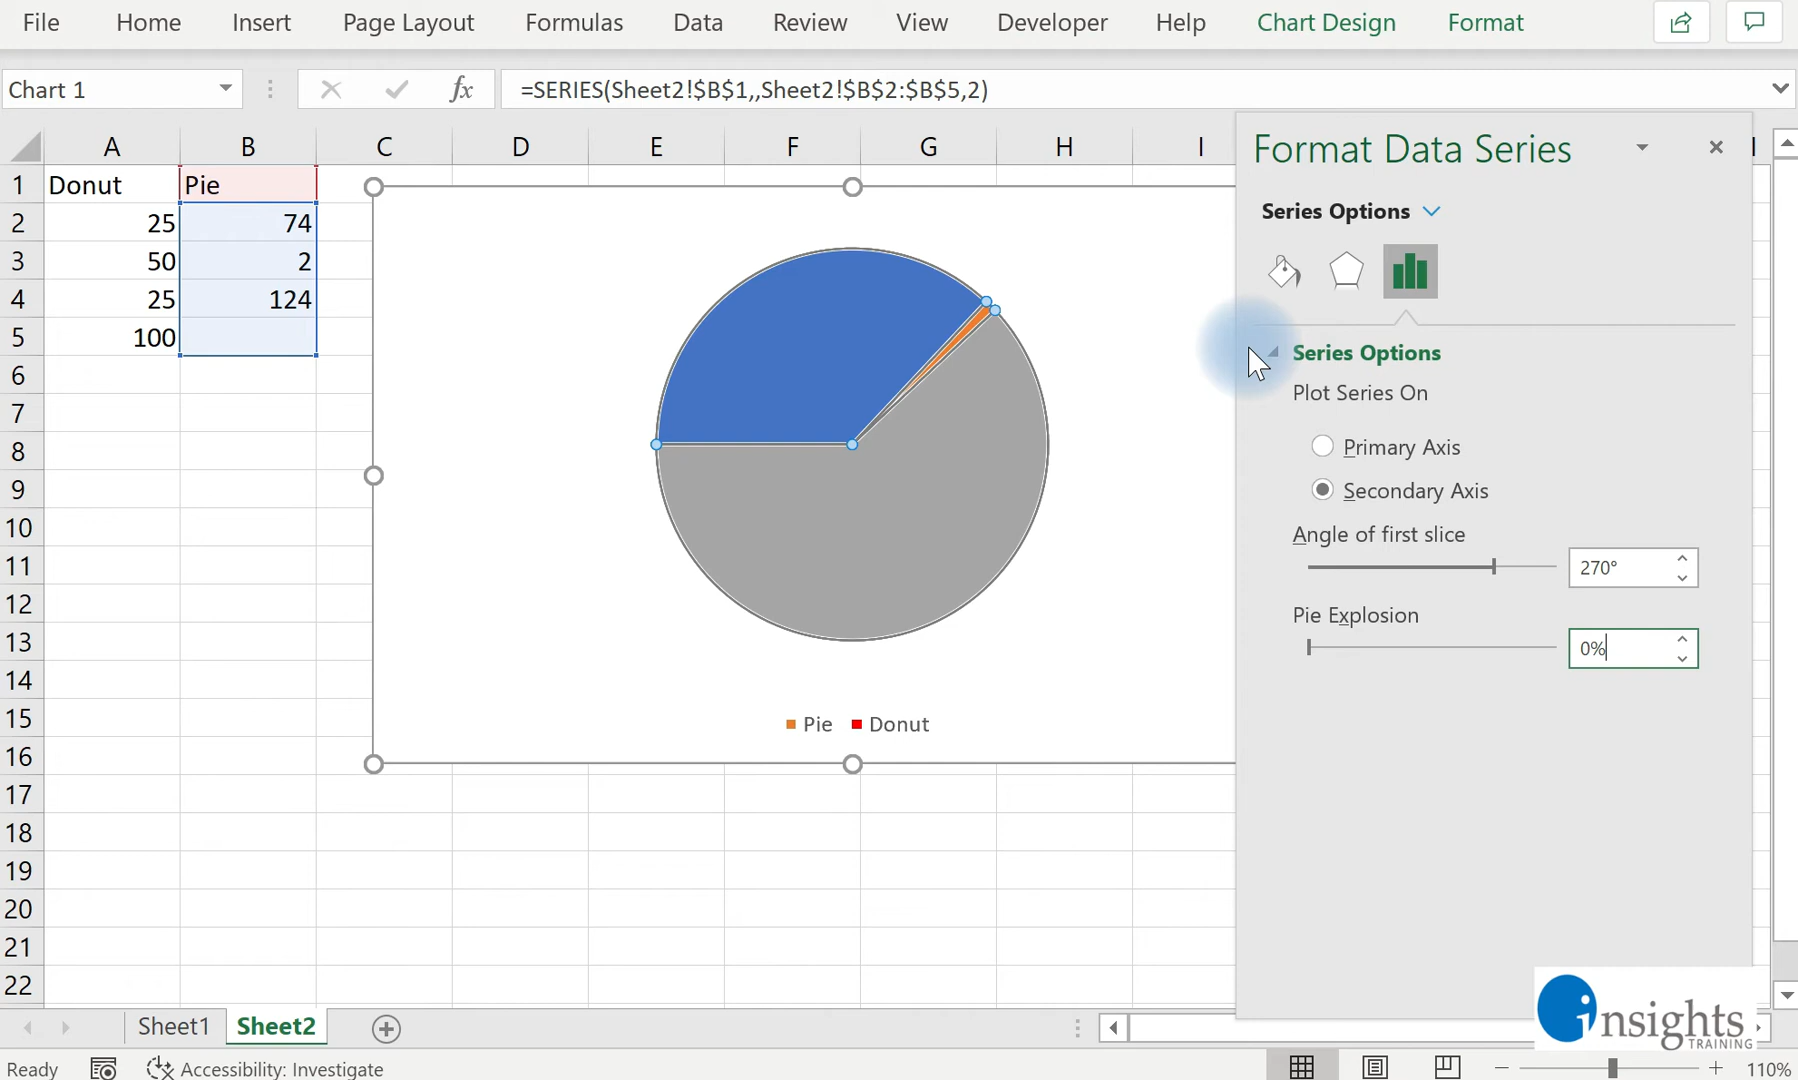 File Home Insert Page Layout Formulas Data Review View Developer Help Chart Design Format
Chart 1 fx =SERIES(Sheet2!$B$1,,Sheet2!$B$2:$B$5,2)
A B C D E F G H I
1 Donut Pie
2 25 74
3 50 2
4 25 124
5 100
6
7
8
9
10
11
12
13
14
15
16
17
18
19
20
21
22
Pie Donut
Format Data Series
Series Options
Series Options
Plot Series On
Primary Axis
Secondary Axis
Angle of first slice
270°
Pie Explosion
0%
insights
TRAINING
Sheet1 Sheet2
Ready Accessibility: Investigate 110%